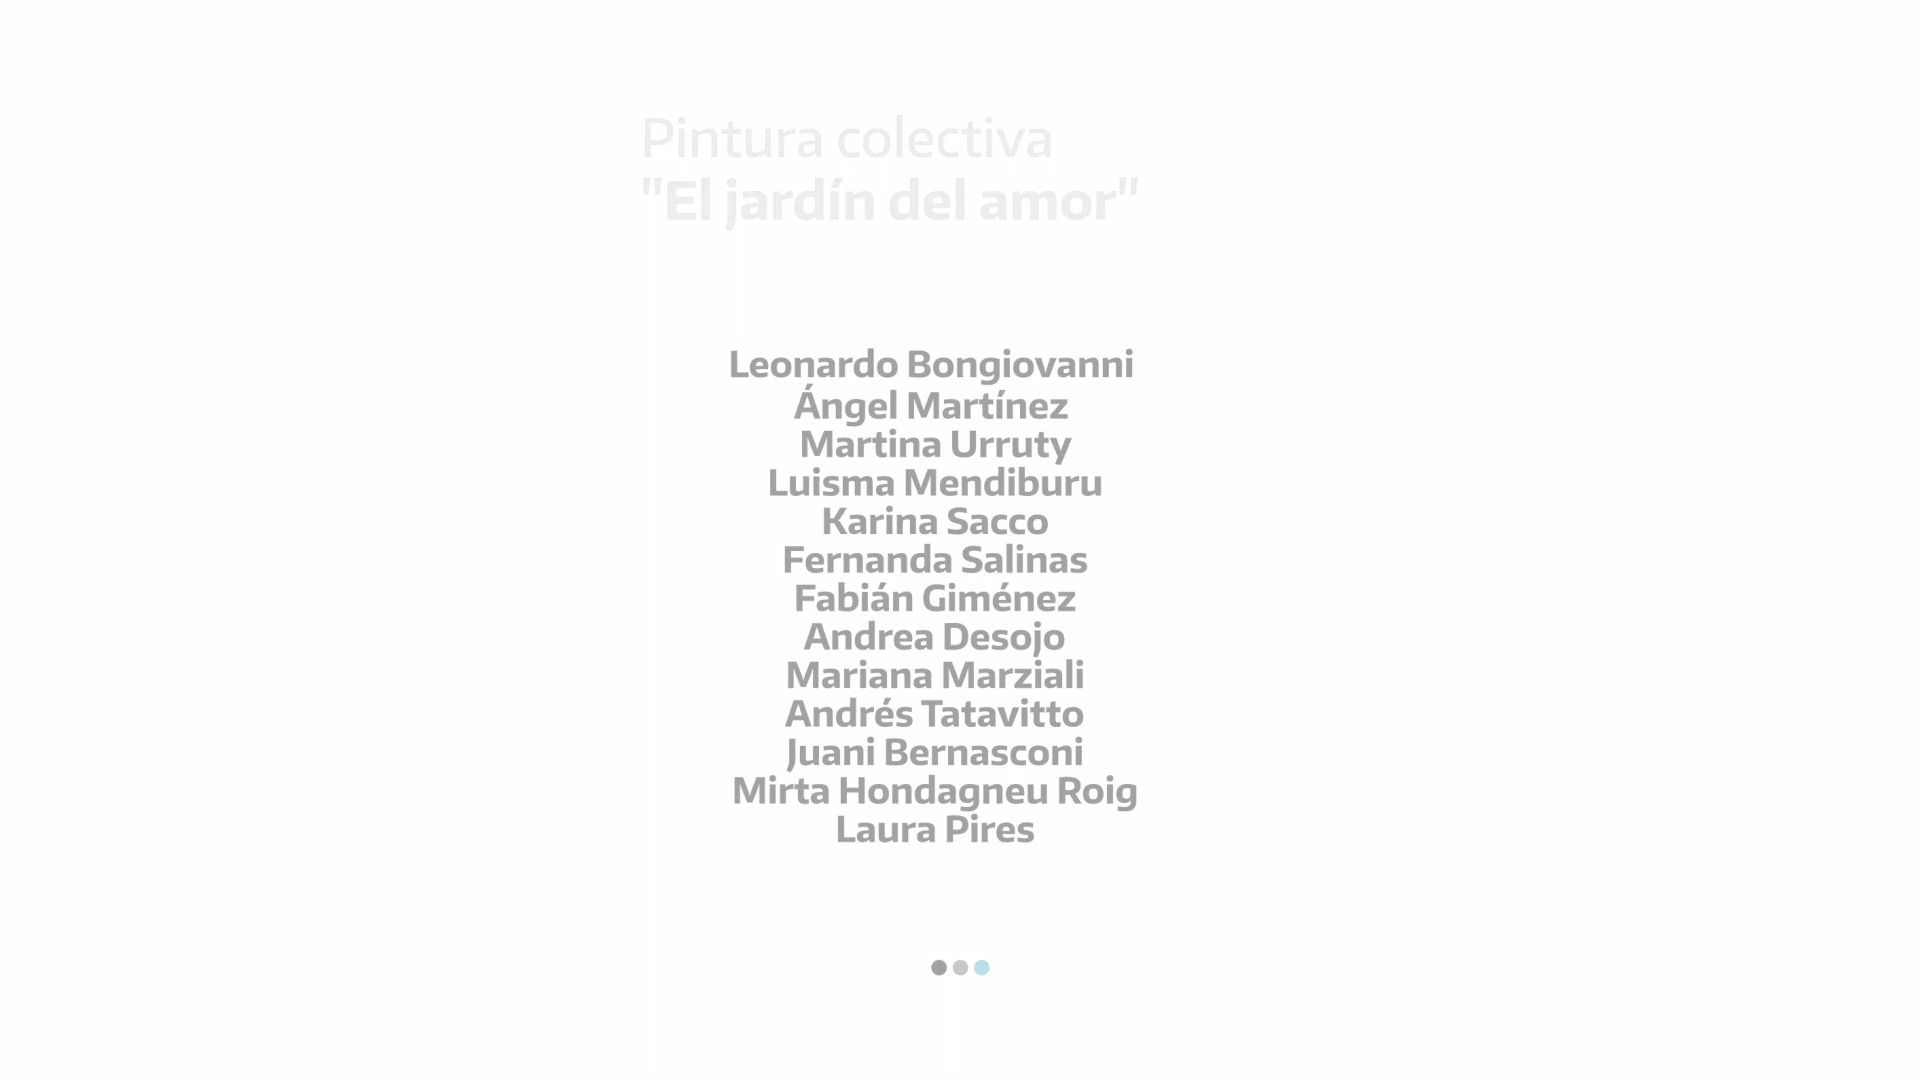 Pintura colectiva
"El jardín del amor"
Leonardo Bongiovanni
Ángel Martínez
Martina Urruty
Luisma Mendiburu
Karina Sacco
Fernanda Salinas
Fabián Giménez
Andrea Desojo
Mariana Marziali
Andrés Tatavitto
Juani Bernasconi
Mirta Hondagneu Roig
Laura Pires